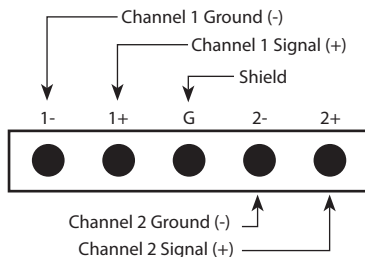 Channel 1 Ground (-)
Channel 1 Signal (+)
Shield
1- 1+ G 2- 2+
Channel 2 Ground (-)
Channel 2 Signal (+)